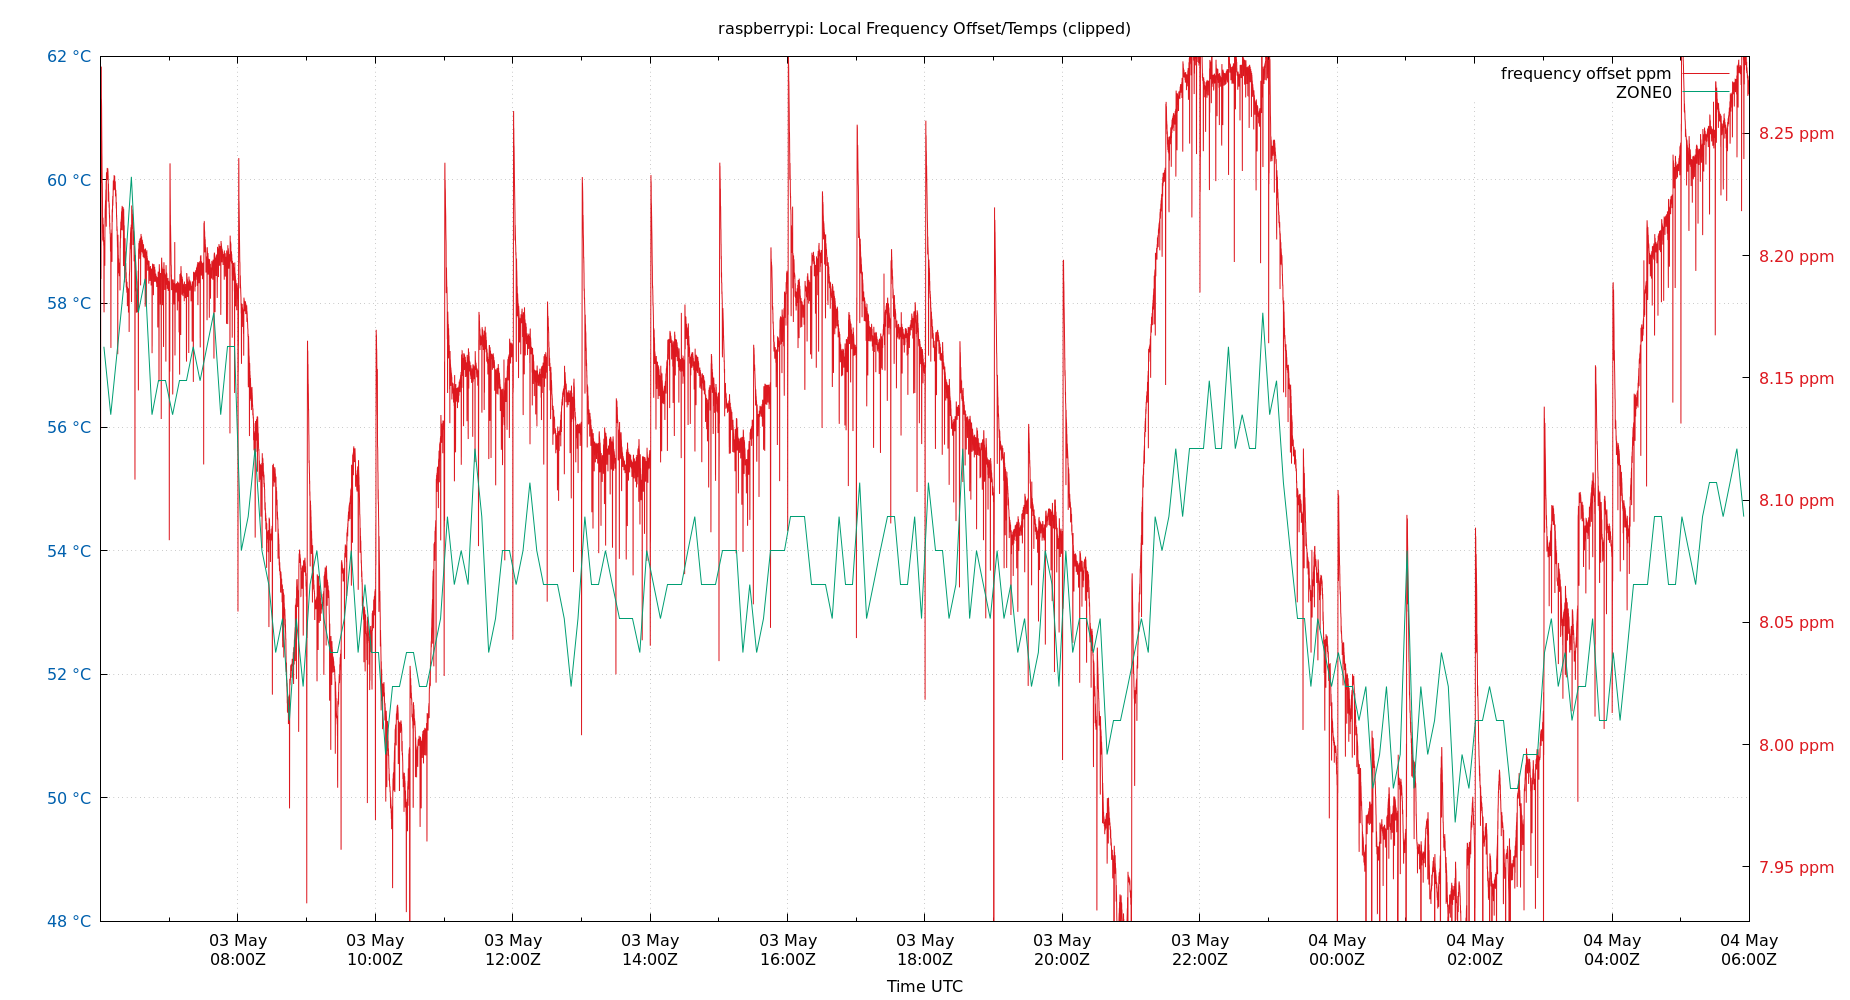 raspberrypi: Local Frequency Offset/Temps (clipped)
frequency offset ppm
ZONE0
62 °C
60 °C
58 °C
56 °C
54 °C
52 °C
50 °C
48 °C
8.25 ppm
8.20 ppm
8.15 ppm
8.10 ppm
8.05 ppm
8.00 ppm
7.95 ppm
03 May
08:00Z
03 May
10:00Z
03 May
12:00Z
03 May
14:00Z
03 May
16:00Z
03 May
18:00Z
03 May
20:00Z
03 May
22:00Z
04 May
00:00Z
04 May
02:00Z
04 May
04:00Z
04 May
06:00Z
Time UTC